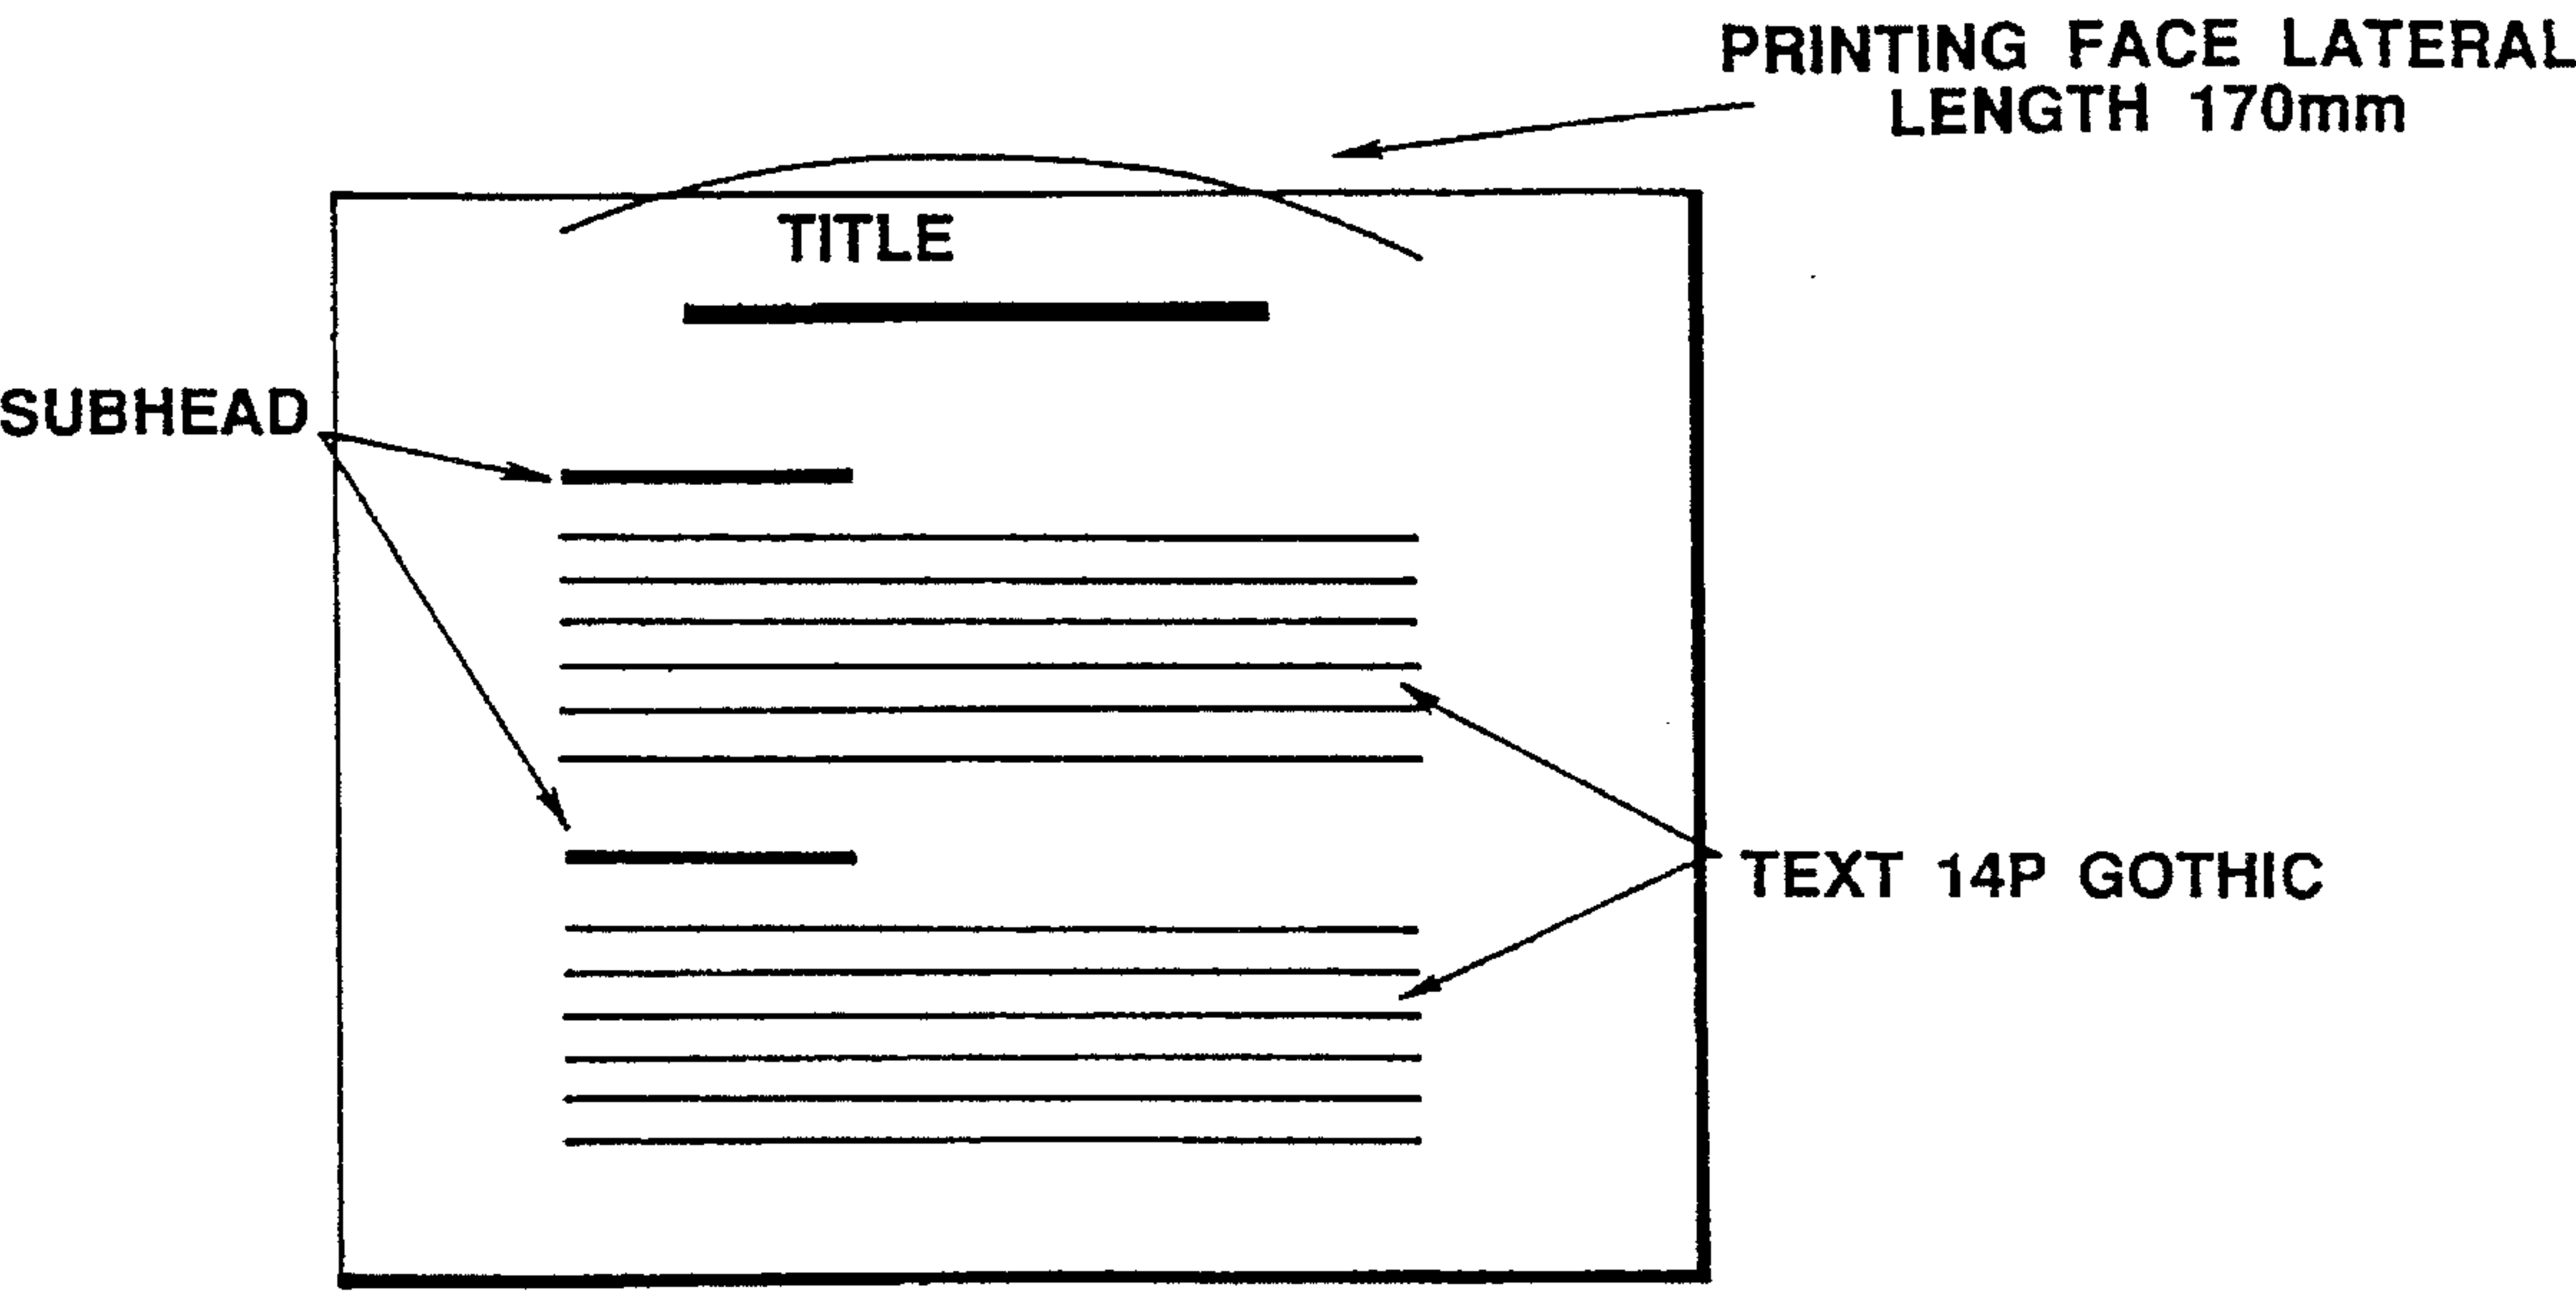 PRINTING FACE LATERAL
LENGTH 170mm
TITLE
SUBHEAD
TEXT 14P GOTHIC